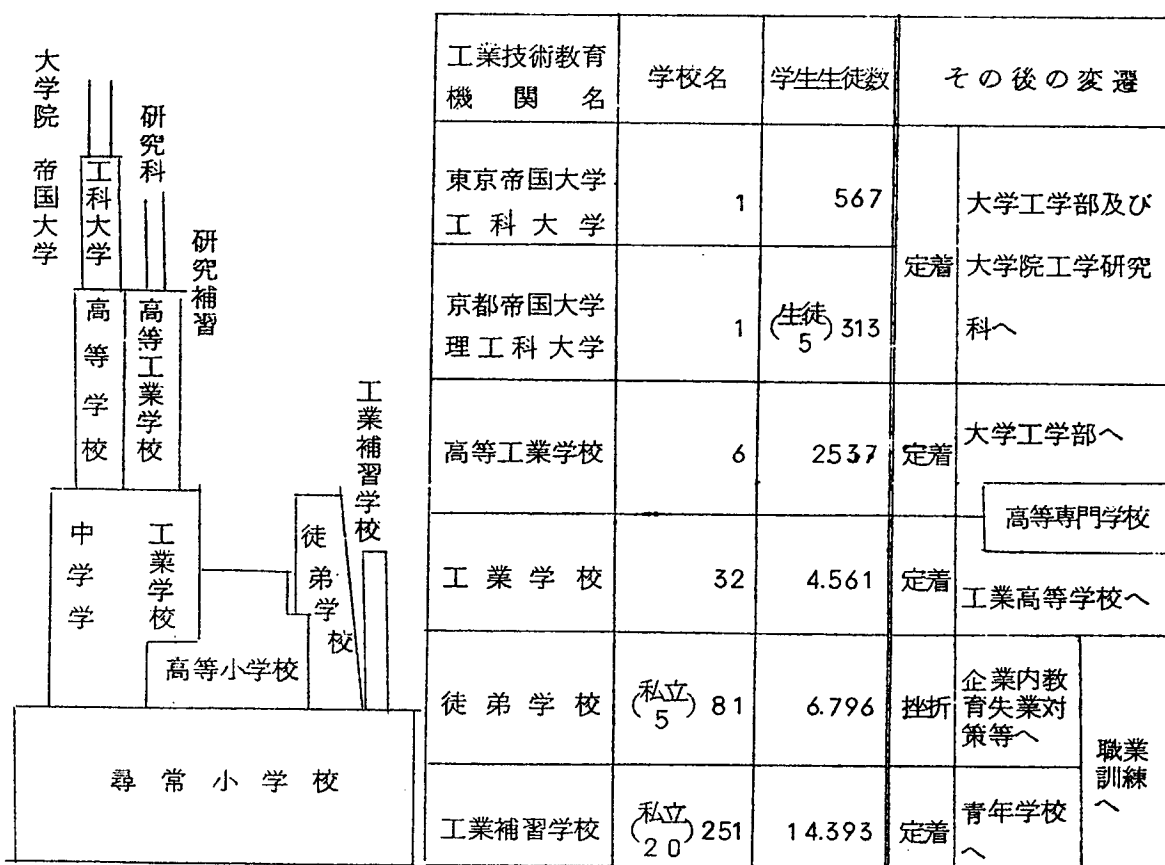 大学院 帝国大学
工科大学
研究科
研究補習
高等学校
高等工業学校
工業補習学校
中学学
工業学校
徒弟学校
高等小学校
尋常小学校
工業技術教育
機関名
学校名
学生生徒数
その後の変遷
東京帝国大学
工科大学
1
567
京都帝国大学
理工科大学
1
(生徒5) 313
定着
大学工学部及び
大学院工学研究
科へ
高等工業学校
6
2537
定着
大学工学部へ
高等専門学校
工業学校
32
4.561
定着
工業高等学校へ
徒弟学校
(私立5) 81
6.796
挫折
企業内教
育失業対
策等へ
工業補習学校
(私立20) 251
14.393
定着
青年学校
へ
職業
訓練
へ